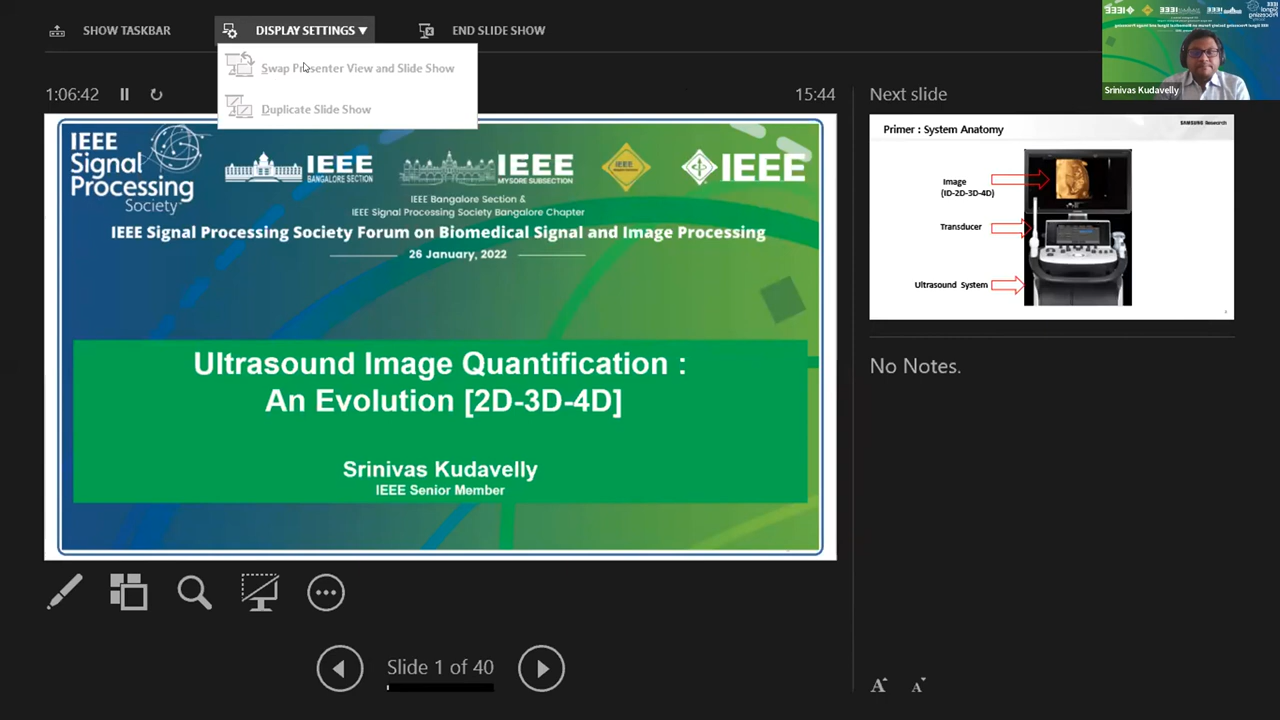 SHOW TASKBAR
DISPLAY SETTINGS ▼
END SLIDE SHOW
Swap Presenter View and Slide Show
Duplicate Slide Show
1:06:42
15:44
Next slide
Srinivas Kudavelly
IEEE
Signal
Processing
Society
IEEE
BANGALORE SECTION
IEEE
MYSORE SUBSECTION
IEEE
IEEE
IEEE Bangalore Section &
IEEE Signal Processing Society Bangalore Chapter
IEEE Signal Processing Society Forum on Biomedical Signal and Image Processing
26 January, 2022
Ultrasound Image Quantification :
An Evolution [2D-3D-4D]
Srinivas Kudavelly
IEEE Senior Member
Primer : System Anatomy
SAMSUNG Research
Image
(ID-2D-3D-4D)
Transducer
Ultrasound System
No Notes.
Slide 1 of 40
A A